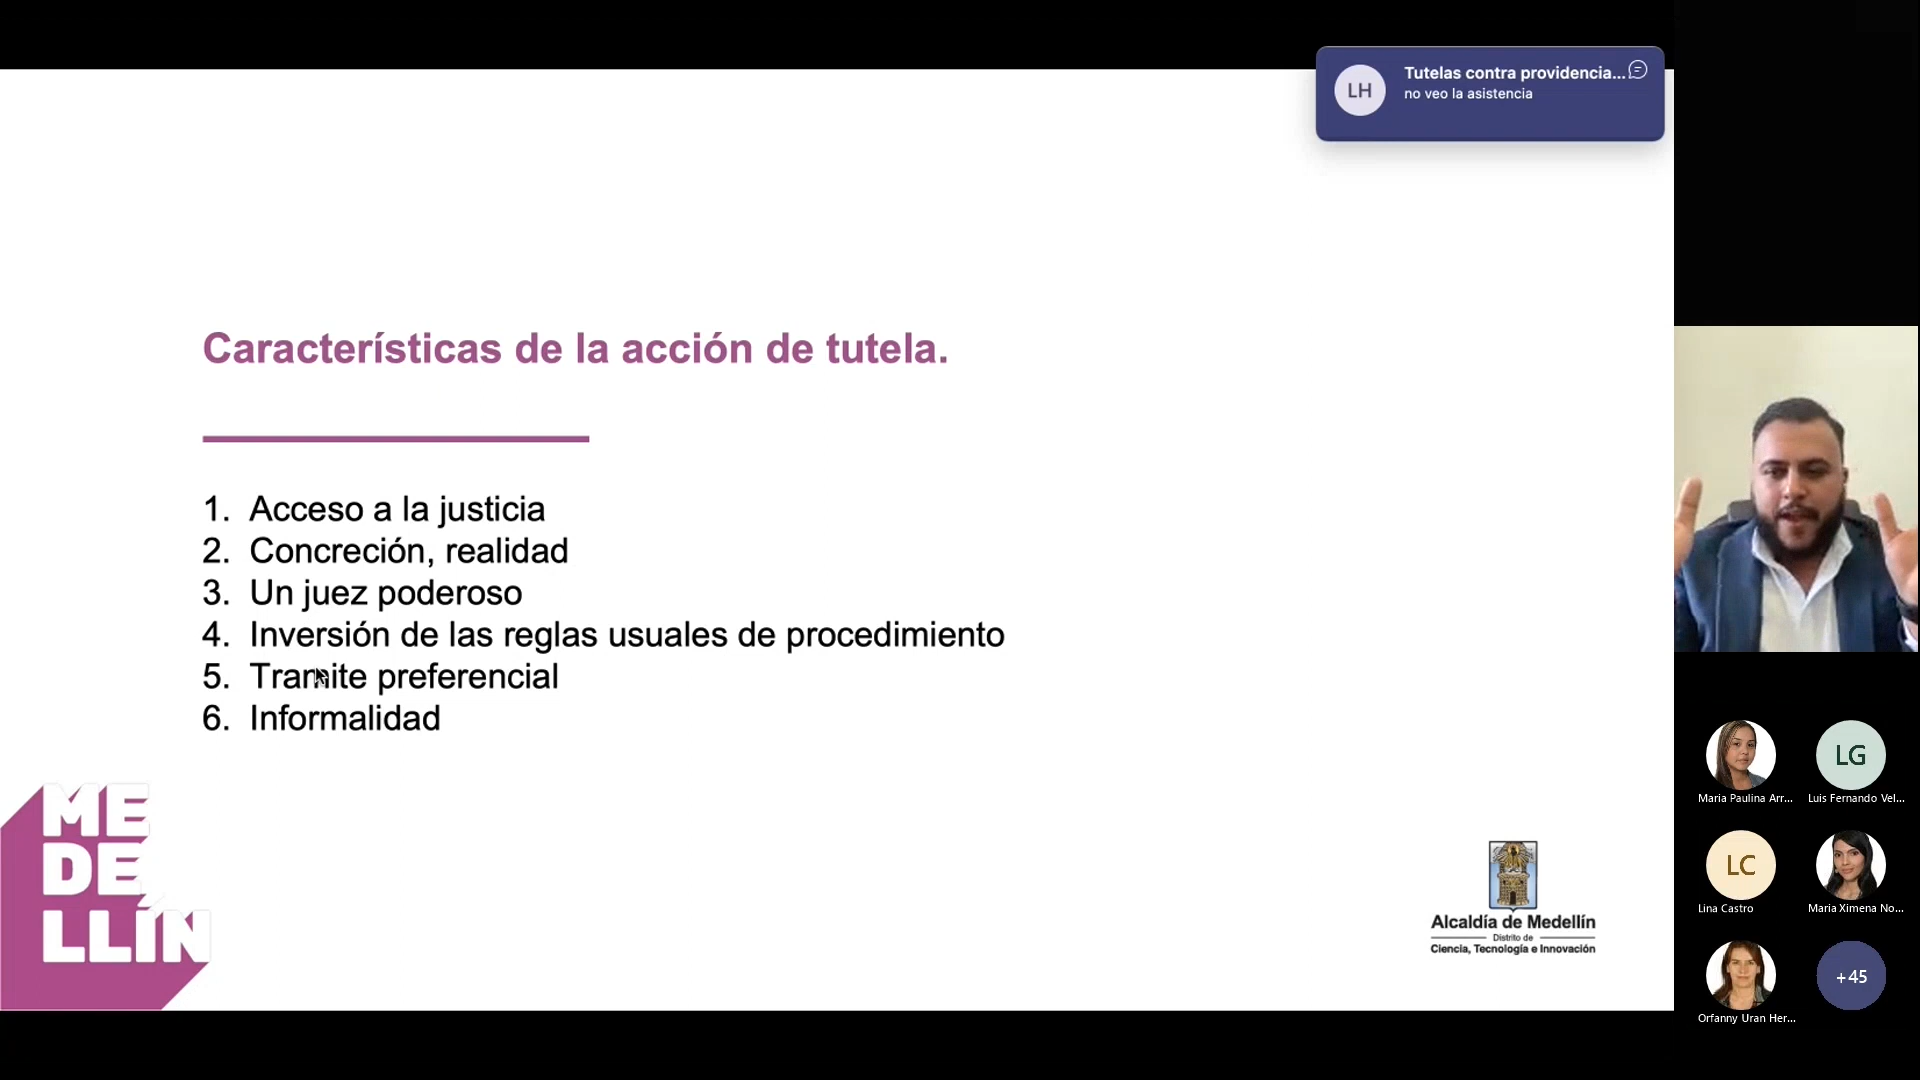 LH
Tutelas contra providencia...
no veo la asistencia
Características de la acción de tutela.
1. Acceso a la justicia
2. Concreción, realidad
3. Un juez poderoso
4. Inversión de las reglas usuales de procedimiento
5. Tramite preferencial
6. Informalidad
ME
DE
LLÍN
Alcaldía de Medellín
Distrito de
Ciencia, Tecnología e Innovación
Maria Paulina Arr...
LG
Luis Fernando Vel...
LC
Lina Castro
Maria Ximena No...
Orfanny Uran Her...
+45